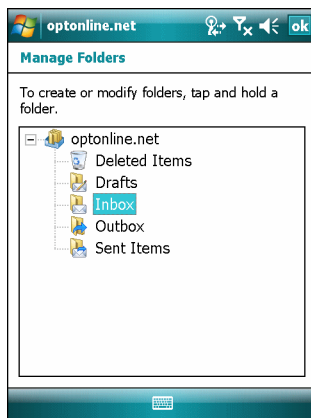 optonline.net
ok
Manage Folders
To create or modify folders, tap and hold a
folder.
optonline.net
Deleted Items
Drafts
Inbox
Outbox
Sent Items